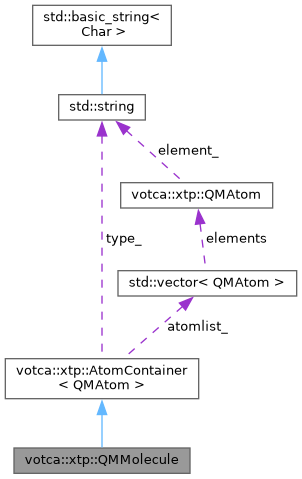 std::basic_string<
Char >
std::string
element_
votca::xtp::QMAtom
type_
elements
std::vector< QMAtom >
atomlist_
votca::xtp::AtomContainer
< QMAtom >
votca::xtp::QMMolecule